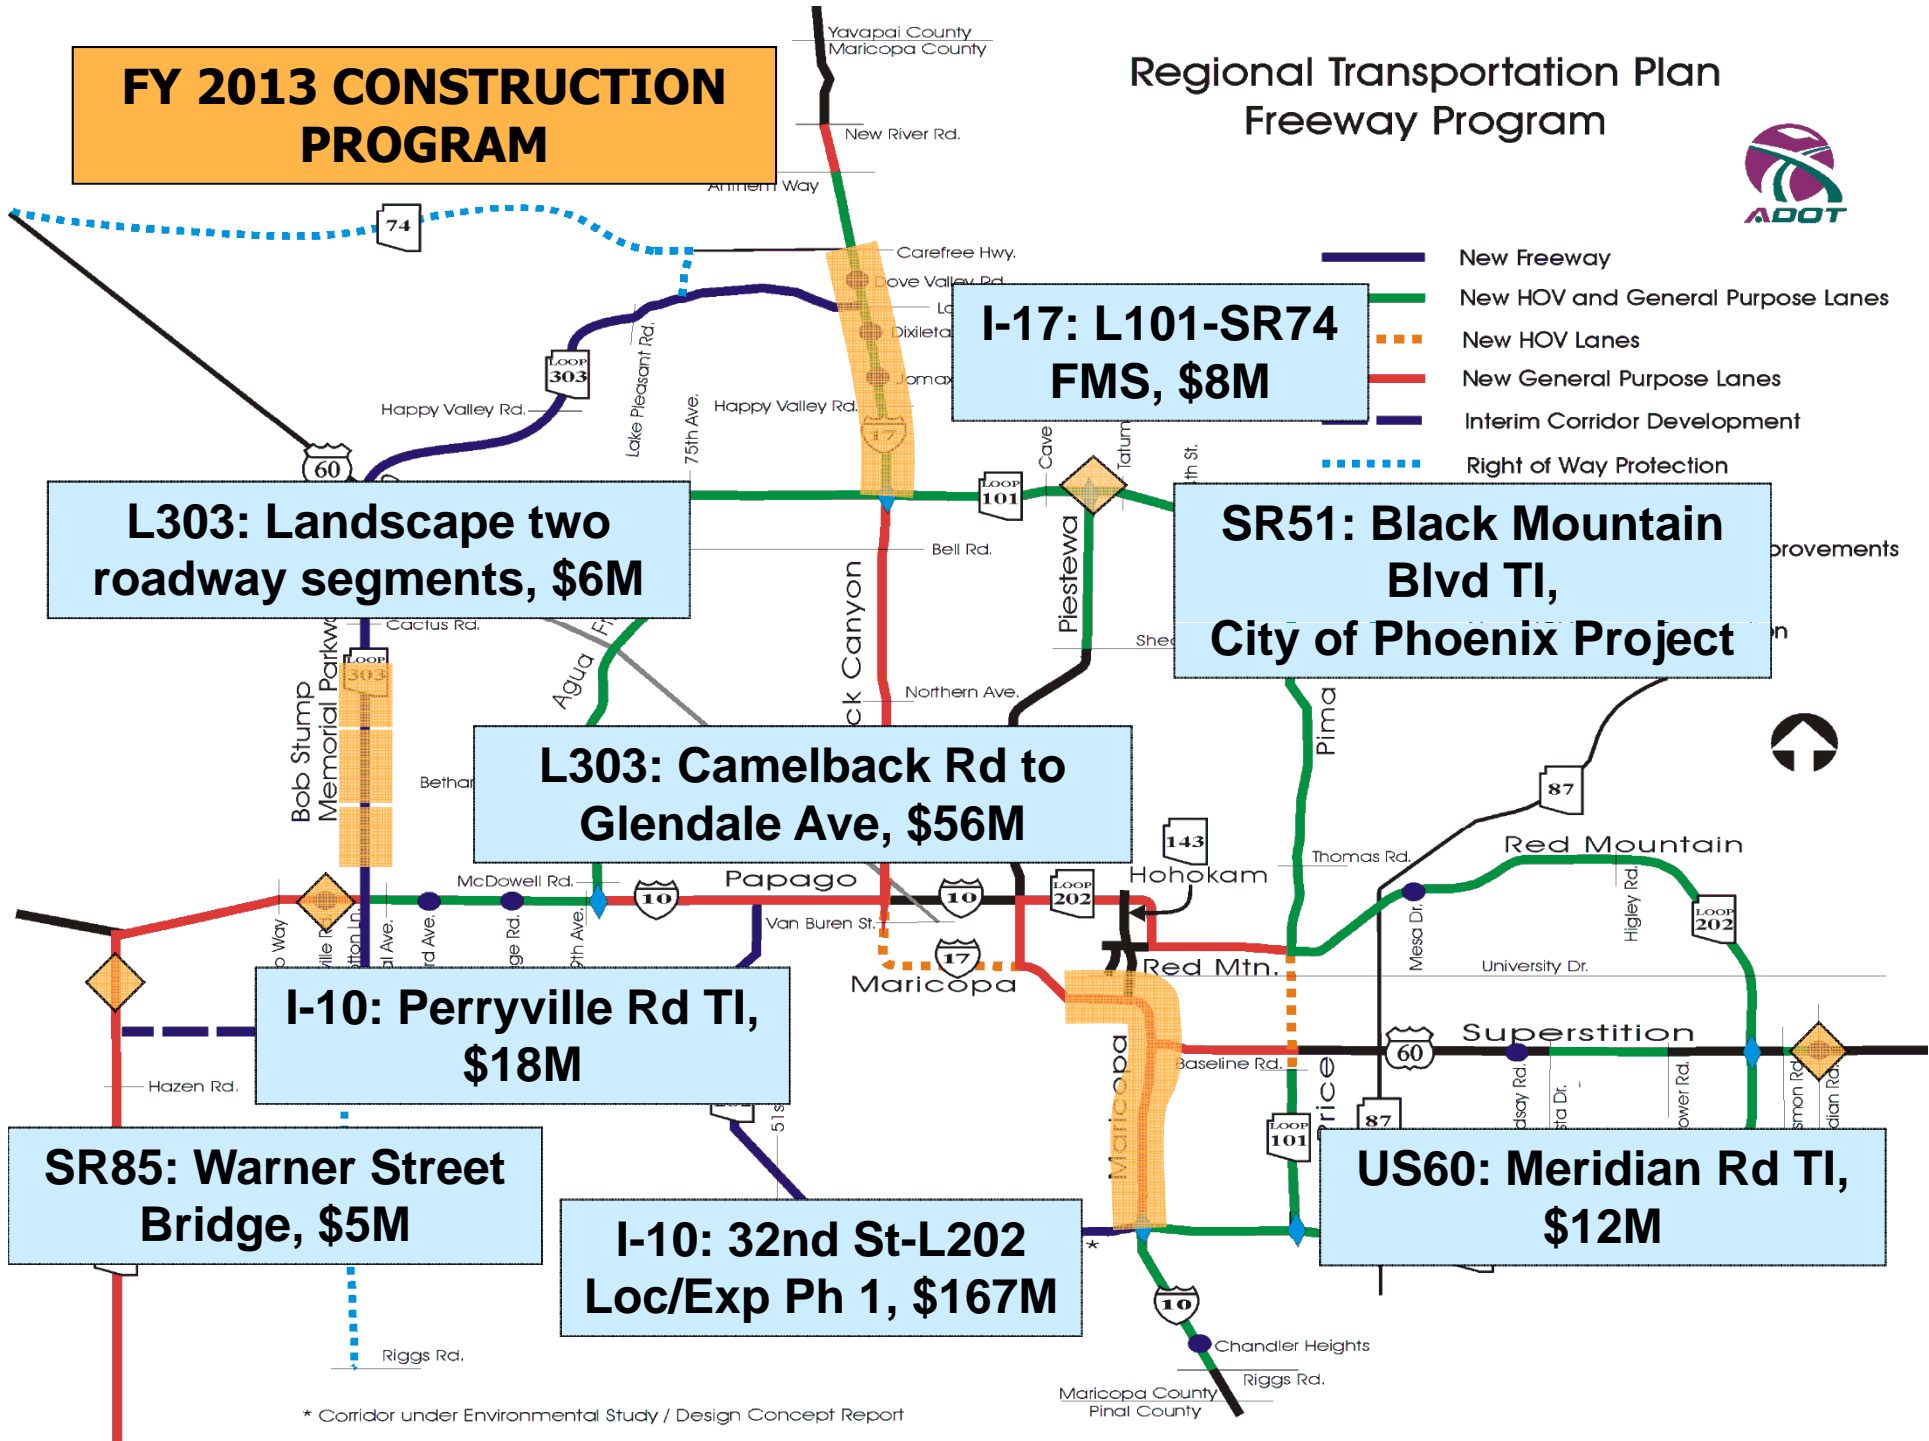 FY 2013 CONSTRUCTION
PROGRAM
Yavapai County
Maricopa County
New River Rd.
Anthem Way
Regional Transportation Plan
Freeway Program
ADOT
74
Carefree Hwy.
Dove Valley Rd.
New Freeway
New HOV and General Purpose Lanes
New HOV Lanes
New General Purpose Lanes
Interim Corridor Development
Right of Way Protection
I-17: L101-SR74
FMS, $8M
LOOP
303
Lake Pleasant Rd.
Happy Valley Rd.
75th Ave.
Happy Valley Rd.
Jomax
17
60
Cave
Tatum
LOOP
101
L303: Landscape two
roadway segments, $6M
SR51: Black Mountain
Blvd TI,
City of Phoenix Project
Bell Rd.
Piestewa
Cactus Rd.
LOOP
303
Agua
Northern Ave.
Bob Stump
Pima
L303: Camelback Rd to
Glendale Ave, $56M
87
143
Hohokam
Thomas Rd.
Red Mountain
McDowell Rd.
Papago
10
10
LOOP
202
Van Buren St.
17
Maricopa
Red Mtn.
Mesa Dr.
Higley Rd.
LOOP
202
University Dr.
I-10: Perryville Rd TI,
$18M
Superstition
60
Baseline Rd.
Maricopa
Hazen Rd.
LOOP
101
87
SR85: Warner Street
Bridge, $5M
US60: Meridian Rd TI,
$12M
I-10: 32nd St-L202
Loc/Exp Ph 1, $167M
*
10
Chandler Heights
Riggs Rd.
Riggs Rd.
Maricopa County
Pinal County
* Corridor under Environmental Study / Design Concept Report